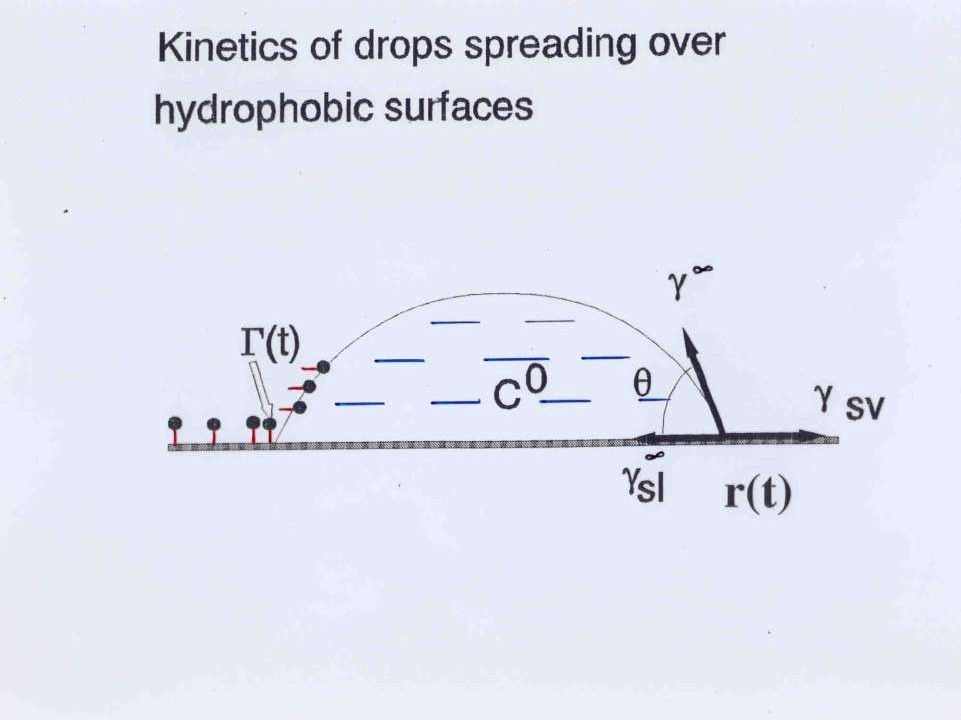 Kinetics of drops spreading over
hydrophobic surfaces
γ∞
Γ(t)
C0
θ
γ sv
γ∞sl
r(t)